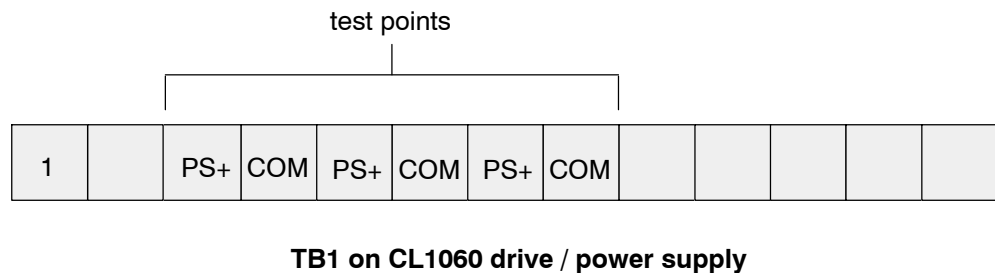 test points
1 PS+ COM PS+ COM PS+ COM
TB1 on CL1060 drive / power supply